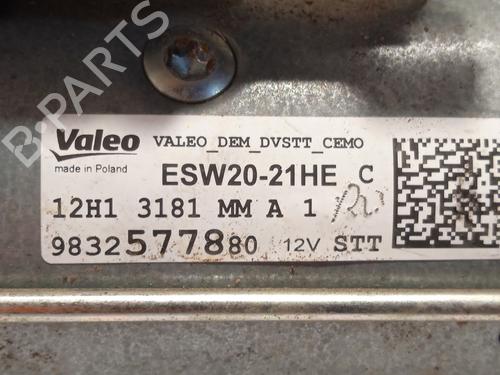 B-PARTS
Valeo VALEO_DEM_DVSTT_CEMO
made in Poland
ESW20-21HE C
12H1 3181 MM A 1
9832577880 12V STT